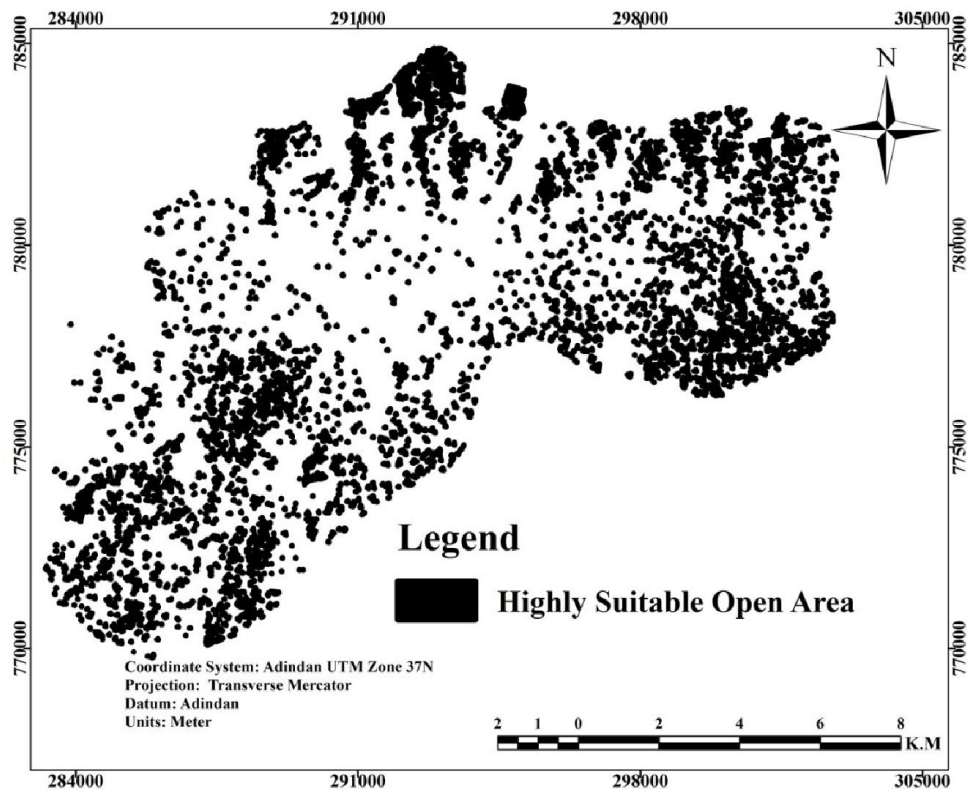 284000 291000 298000 305000
785000 785000
N
780000 780000
775000 775000
Legend
Highly Suitable Open Area
770000 770000
Coordinate System: Adindan UTM Zone 37N
Projection: Transverse Mercator
Datum: Adindan
Units: Meter
2 1 0 2 4 6 8
K.M
284000 291000 298000 305000